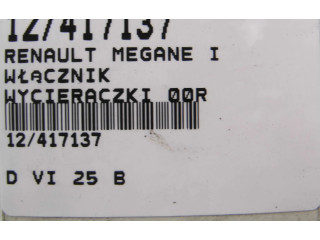 12/417137
RENAULT MEGANE I
WŁĄCZNIK
WYCIERACZKI 00R
12/417137
D VI 25 B